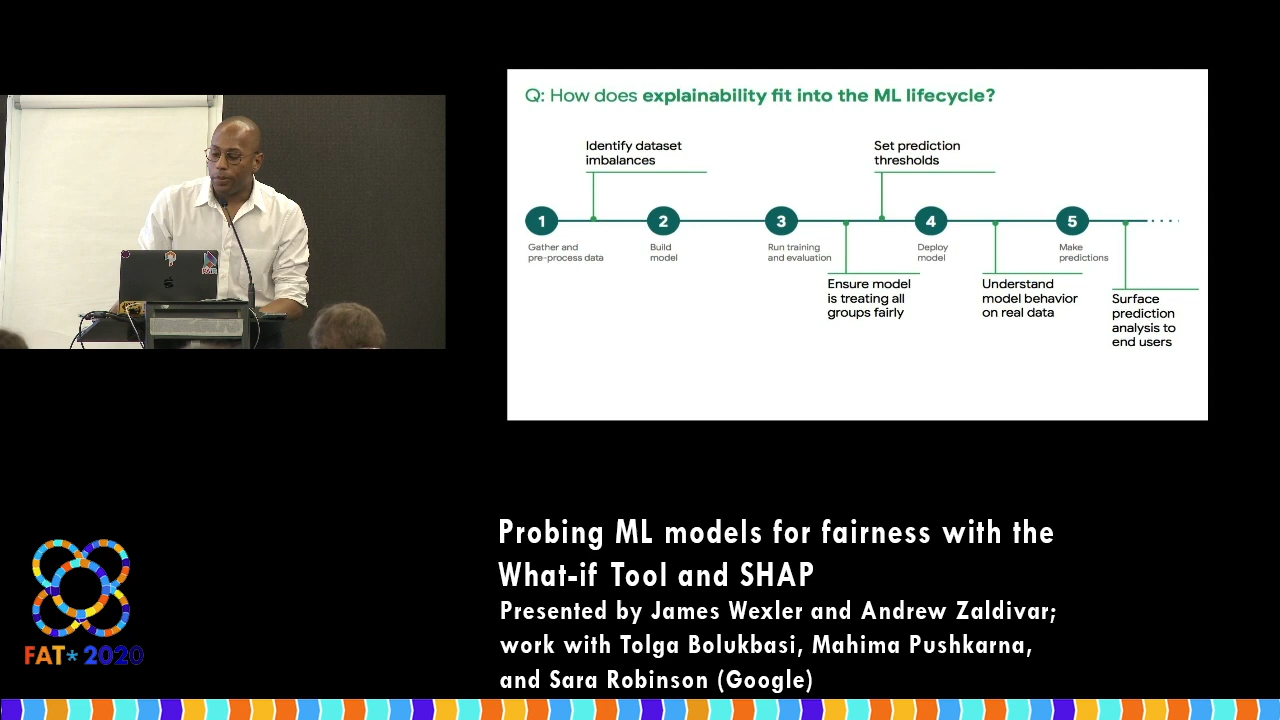 Q: How does explainability fit into the ML lifecycle?
Identify dataset
imbalances
Set prediction
thresholds
1
2
3
4
5
Gather and
pre-process data
Build
model
Run training
and evaluation
Deploy
model
Make
predictions
Ensure model
is treating all
groups fairly
Understand
model behavior
on real data
Surface
prediction
analysis to
end users
Probing ML models for fairness with the
What-if Tool and SHAP
Presented by James Wexler and Andrew Zaldivar;
work with Tolga Bolukbasi, Mahima Pushkarna,
and Sara Robinson (Google)
FAT* 2020